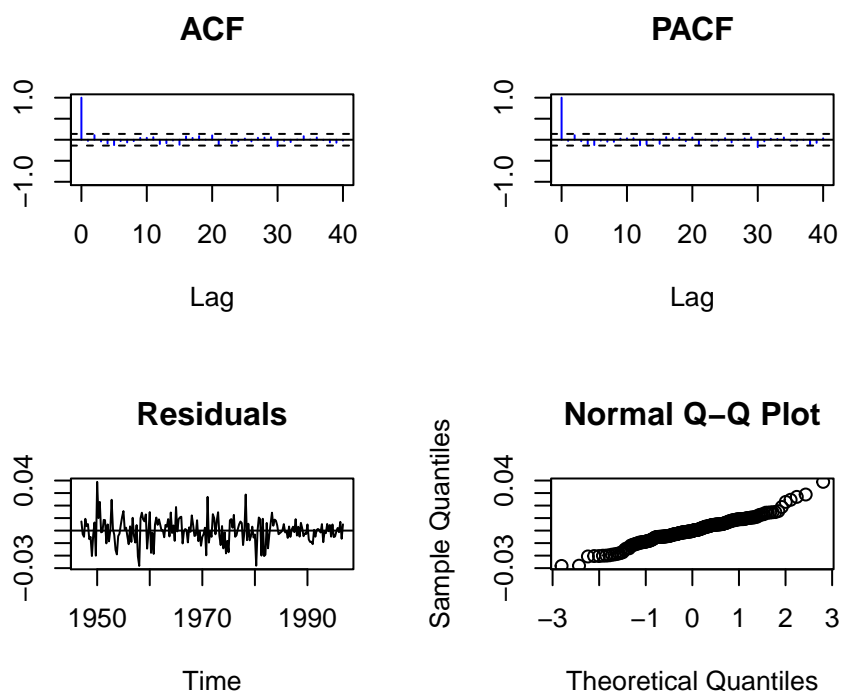 ACF
1.0
−1.0
0 10 20 30 40
Lag
PACF
1.0
−1.0
0 10 20 30 40
Lag
Residuals
0.04
−0.03
1950 1970 1990
Time
Normal Q−Q Plot
Sample Quantiles
0.04
−0.03
−3 −1 0 1 2 3
Theoretical Quantiles